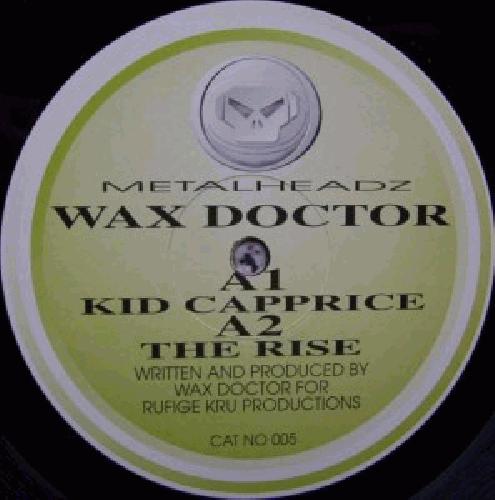 METALHEADZ
WAX DOCTOR
A1
KID CAPPRICE
A2
THE RISE
WRITTEN AND PRODUCED BY
WAX DOCTOR FOR
RUFIGE KRU PRODUCTIONS
CAT NO 005